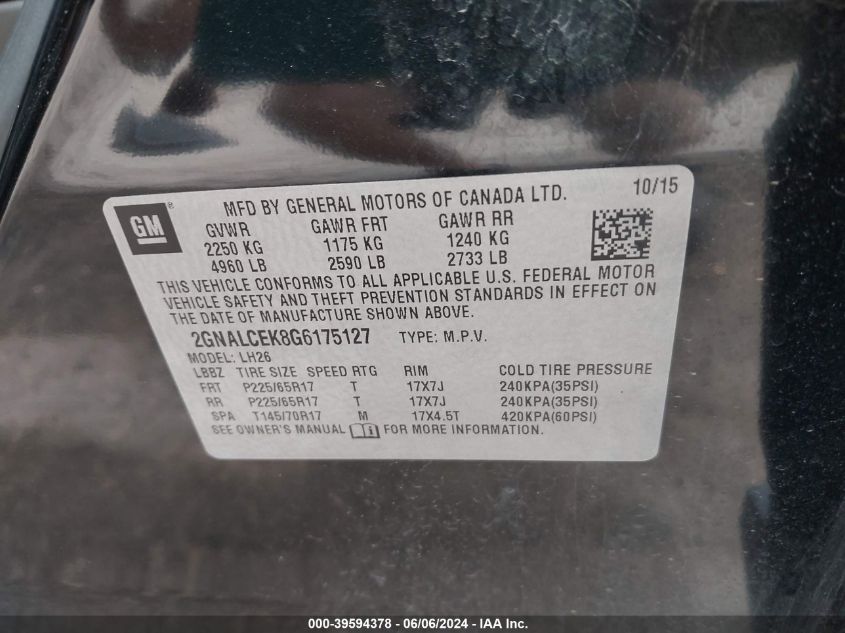 GM ®
MFD BY GENERAL MOTORS OF CANADA LTD. 10/15
GVWR GAWR FRT GAWR RR
2250 KG 1175 KG 1240 KG
4960 LB 2590 LB 2733 LB
THIS VEHICLE CONFORMS TO ALL APPLICABLE U.S. FEDERAL MOTOR
VEHICLE SAFETY AND THEFT PREVENTION STANDARDS IN EFFECT ON
THE DATE OF MANUFACTURE SHOWN ABOVE.
2GNALCEK8G6175127 TYPE: M.P.V.
MODEL: LH26
LBBZ TIRE SIZE SPEED RTG RIM COLD TIRE PRESSURE
FRT P225/65R17 T 17X7J 240KPA(35PSI)
RR P225/65R17 T 17X7J 240KPA(35PSI)
SPA T145/70R17 M 17X4.5T 420KPA(60PSI)
SEE OWNER'S MANUAL FOR MORE INFORMATION.
000-39594378 - 06/06/2024 - IAA Inc.